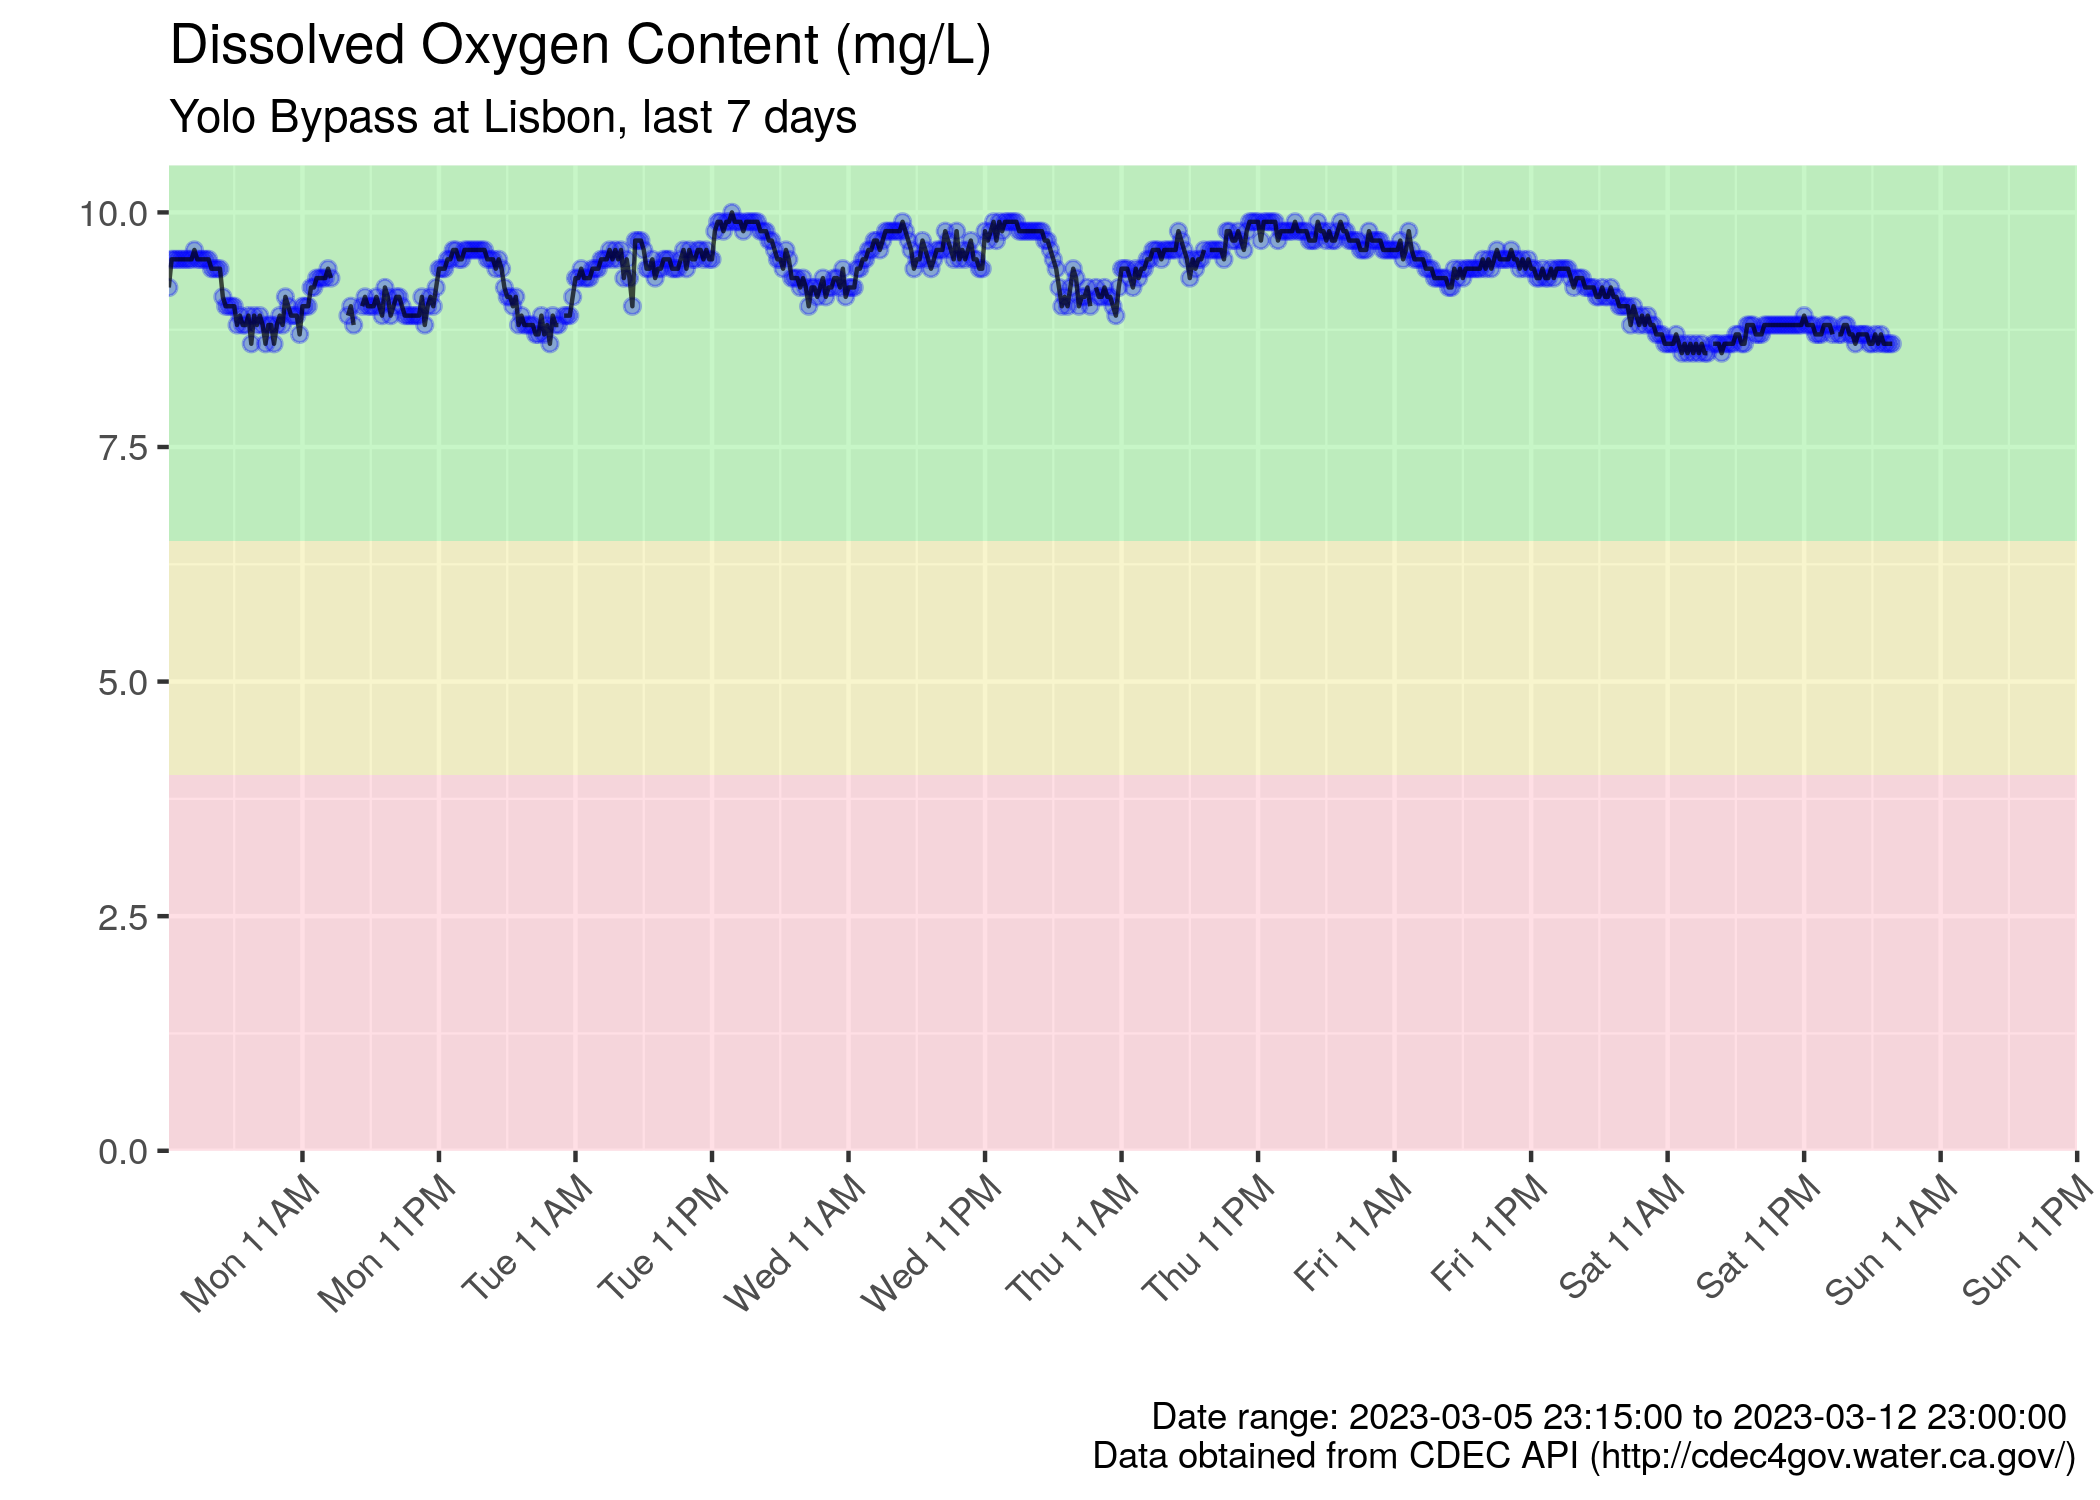 Dissolved Oxygen Content (mg/L)
Yolo Bypass at Lisbon, last 7 days
10.0
7.5
5.0
2.5
0.0
Mon 11AM
Mon 11PM
Tue 11AM
Tue 11PM
Wed 11AM
Wed 11PM
Thu 11AM
Thu 11PM
Fri 11AM
Fri 11PM
Sat 11AM
Sat 11PM
Sun 11AM
Sun 11PM
Date range: 2023-03-05 23:15:00 to 2023-03-12 23:00:00
Data obtained from CDEC API (http://cdec4gov.water.ca.gov/)